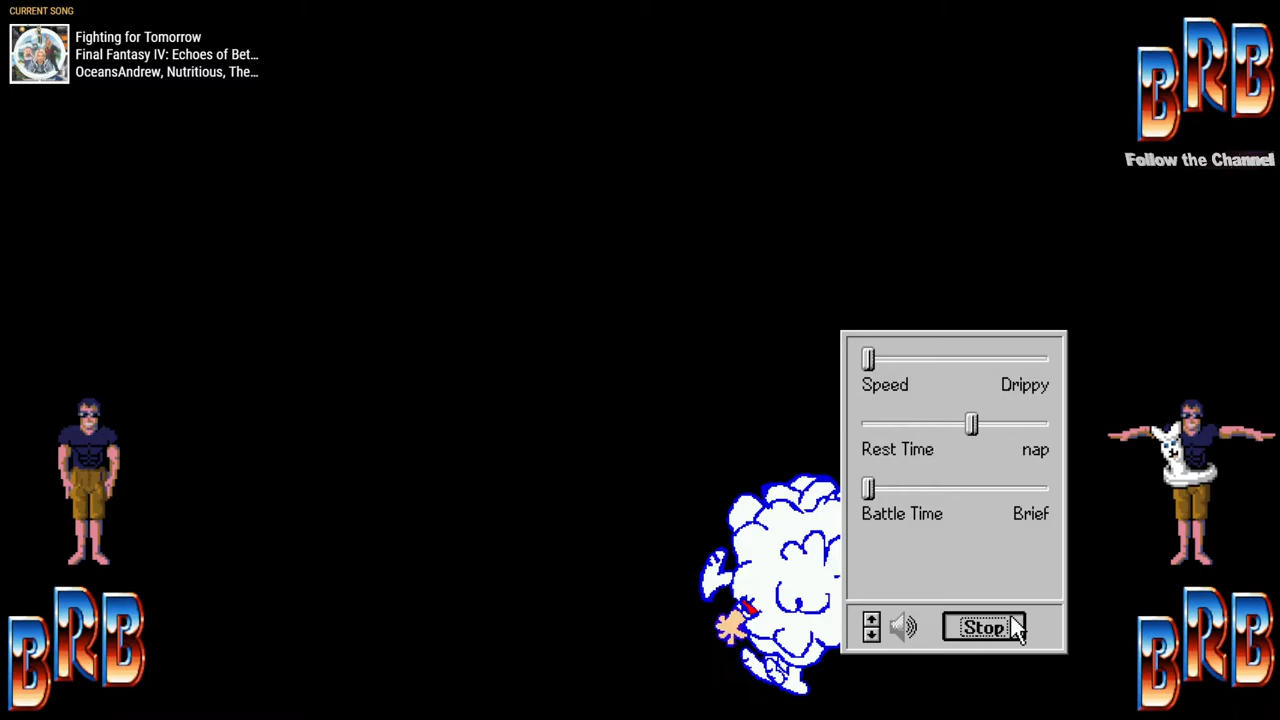 CURRENT SONG
Fighting for Tomorrow
Final Fantasy IV: Echoes of Bet...
OceansAndrew, Nutritious, The...
BRB
Follow the Channel
Speed Drippy
Rest Time nap
Battle Time Brief
Stop
BRB
BRB